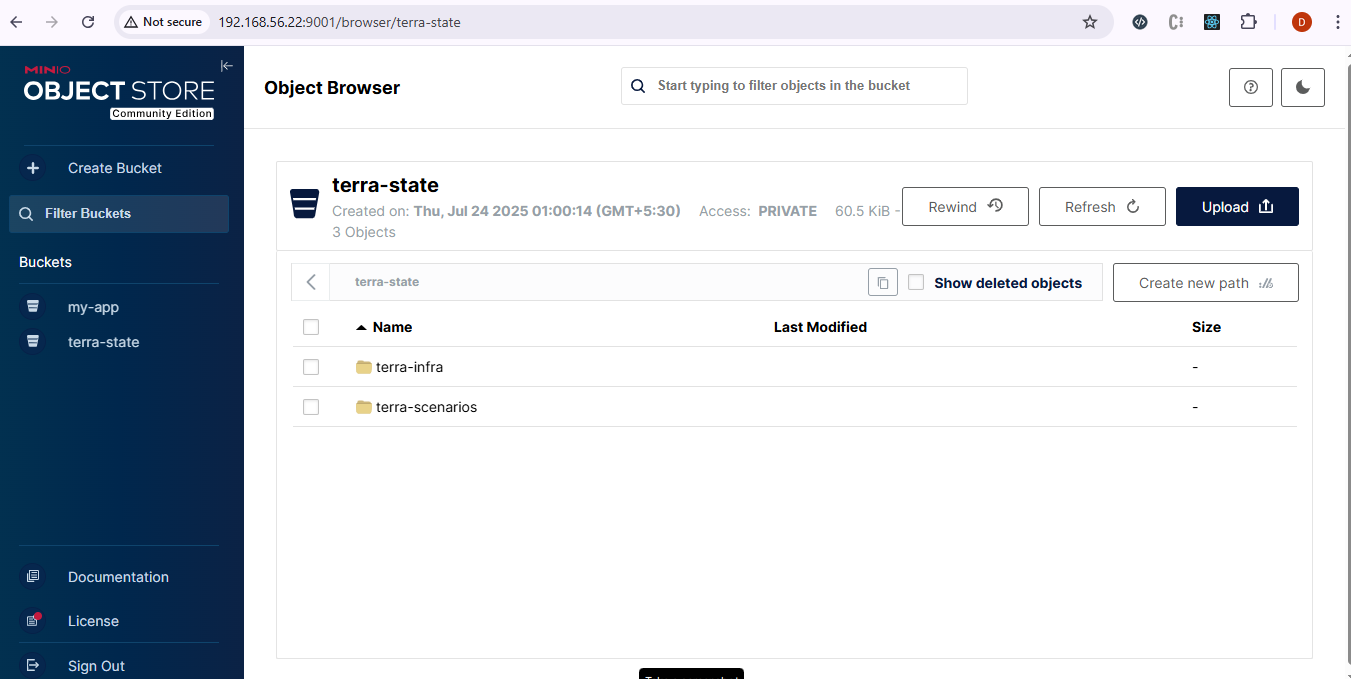 Not secure 192.168.56.22:9001/browser/terra-state D
MINIO
OBJECT STORE
Community Edition
Create Bucket
Filter Buckets
Buckets
my-app
terra-state
Documentation
License
Sign Out
Object Browser
Start typing to filter objects in the bucket
terra-state
Created on: Thu, Jul 24 2025 01:00:14 (GMT+5:30) Access: PRIVATE 60.5 KiB -
3 Objects
Rewind Refresh Upload
terra-state Show deleted objects Create new path
Name Last Modified Size
terra-infra -
terra-scenarios -